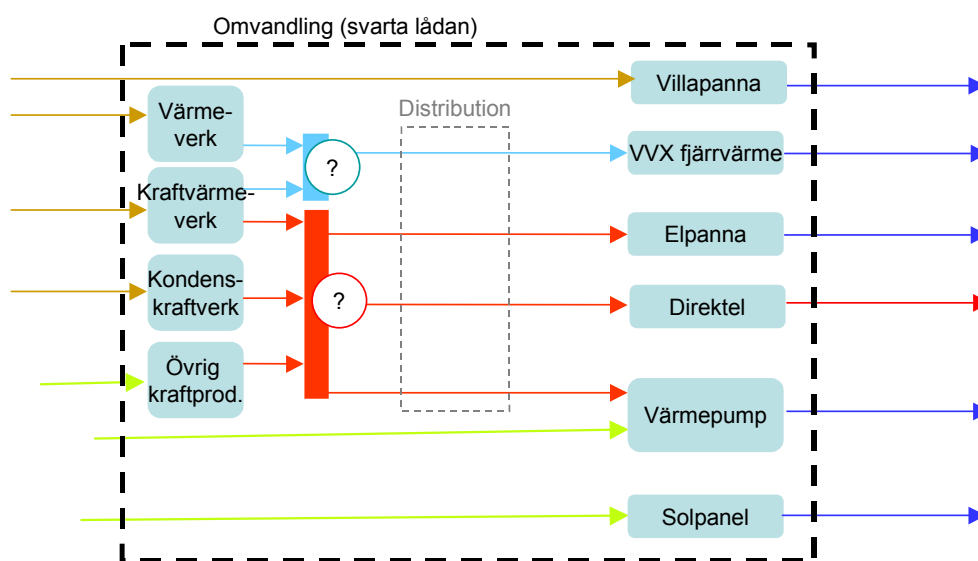 Omvandling (svarta lådan)
Villapanna
Distribution
Värme-
verk
?
VVX fjärrvärme
Kraftvärme-
verk
Elpanna
Kondens-
kraftverk
?
Direktel
Övrig
kraftprod.
Värmepump
Solpanel